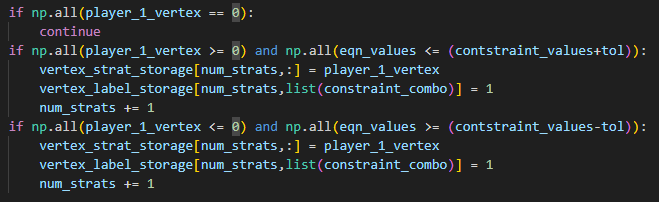 if np.all(player_1_vertex == 0):
    continue
if np.all(player_1_vertex >= 0) and np.all(eqn_values <= (contstraint_values+tol)):
    vertex_strat_storage[num_strats,:] = player_1_vertex
    vertex_label_storage[num_strats,list(constraint_combo)] = 1
    num_strats += 1
if np.all(player_1_vertex <= 0) and np.all(eqn_values >= (contstraint_values-tol)):
    vertex_strat_storage[num_strats,:] = player_1_vertex
    vertex_label_storage[num_strats,list(constraint_combo)] = 1
    num_strats += 1